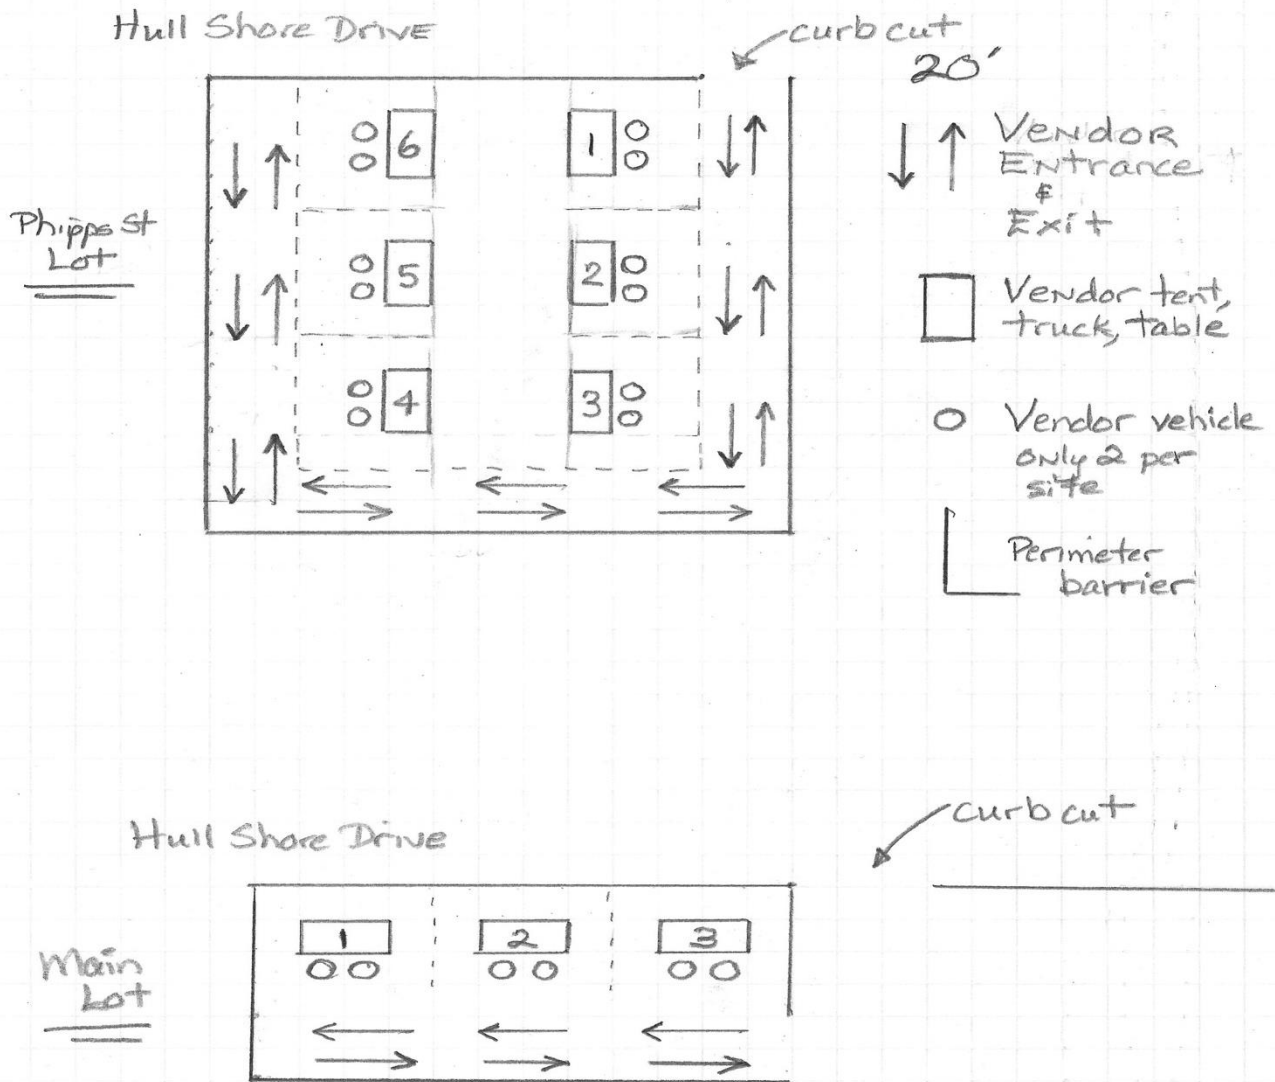 Hull Shore Drive
curb cut
20'
6
1
Vendor
Entrance
&
Exit
Phipps St
Lot
5
2
Vendor tent,
truck, table
4
3
Vendor vehicle
only 2 per
site
Perimeter
barrier
Hull Shore Drive
curb cut
Main
Lot
1
2
3